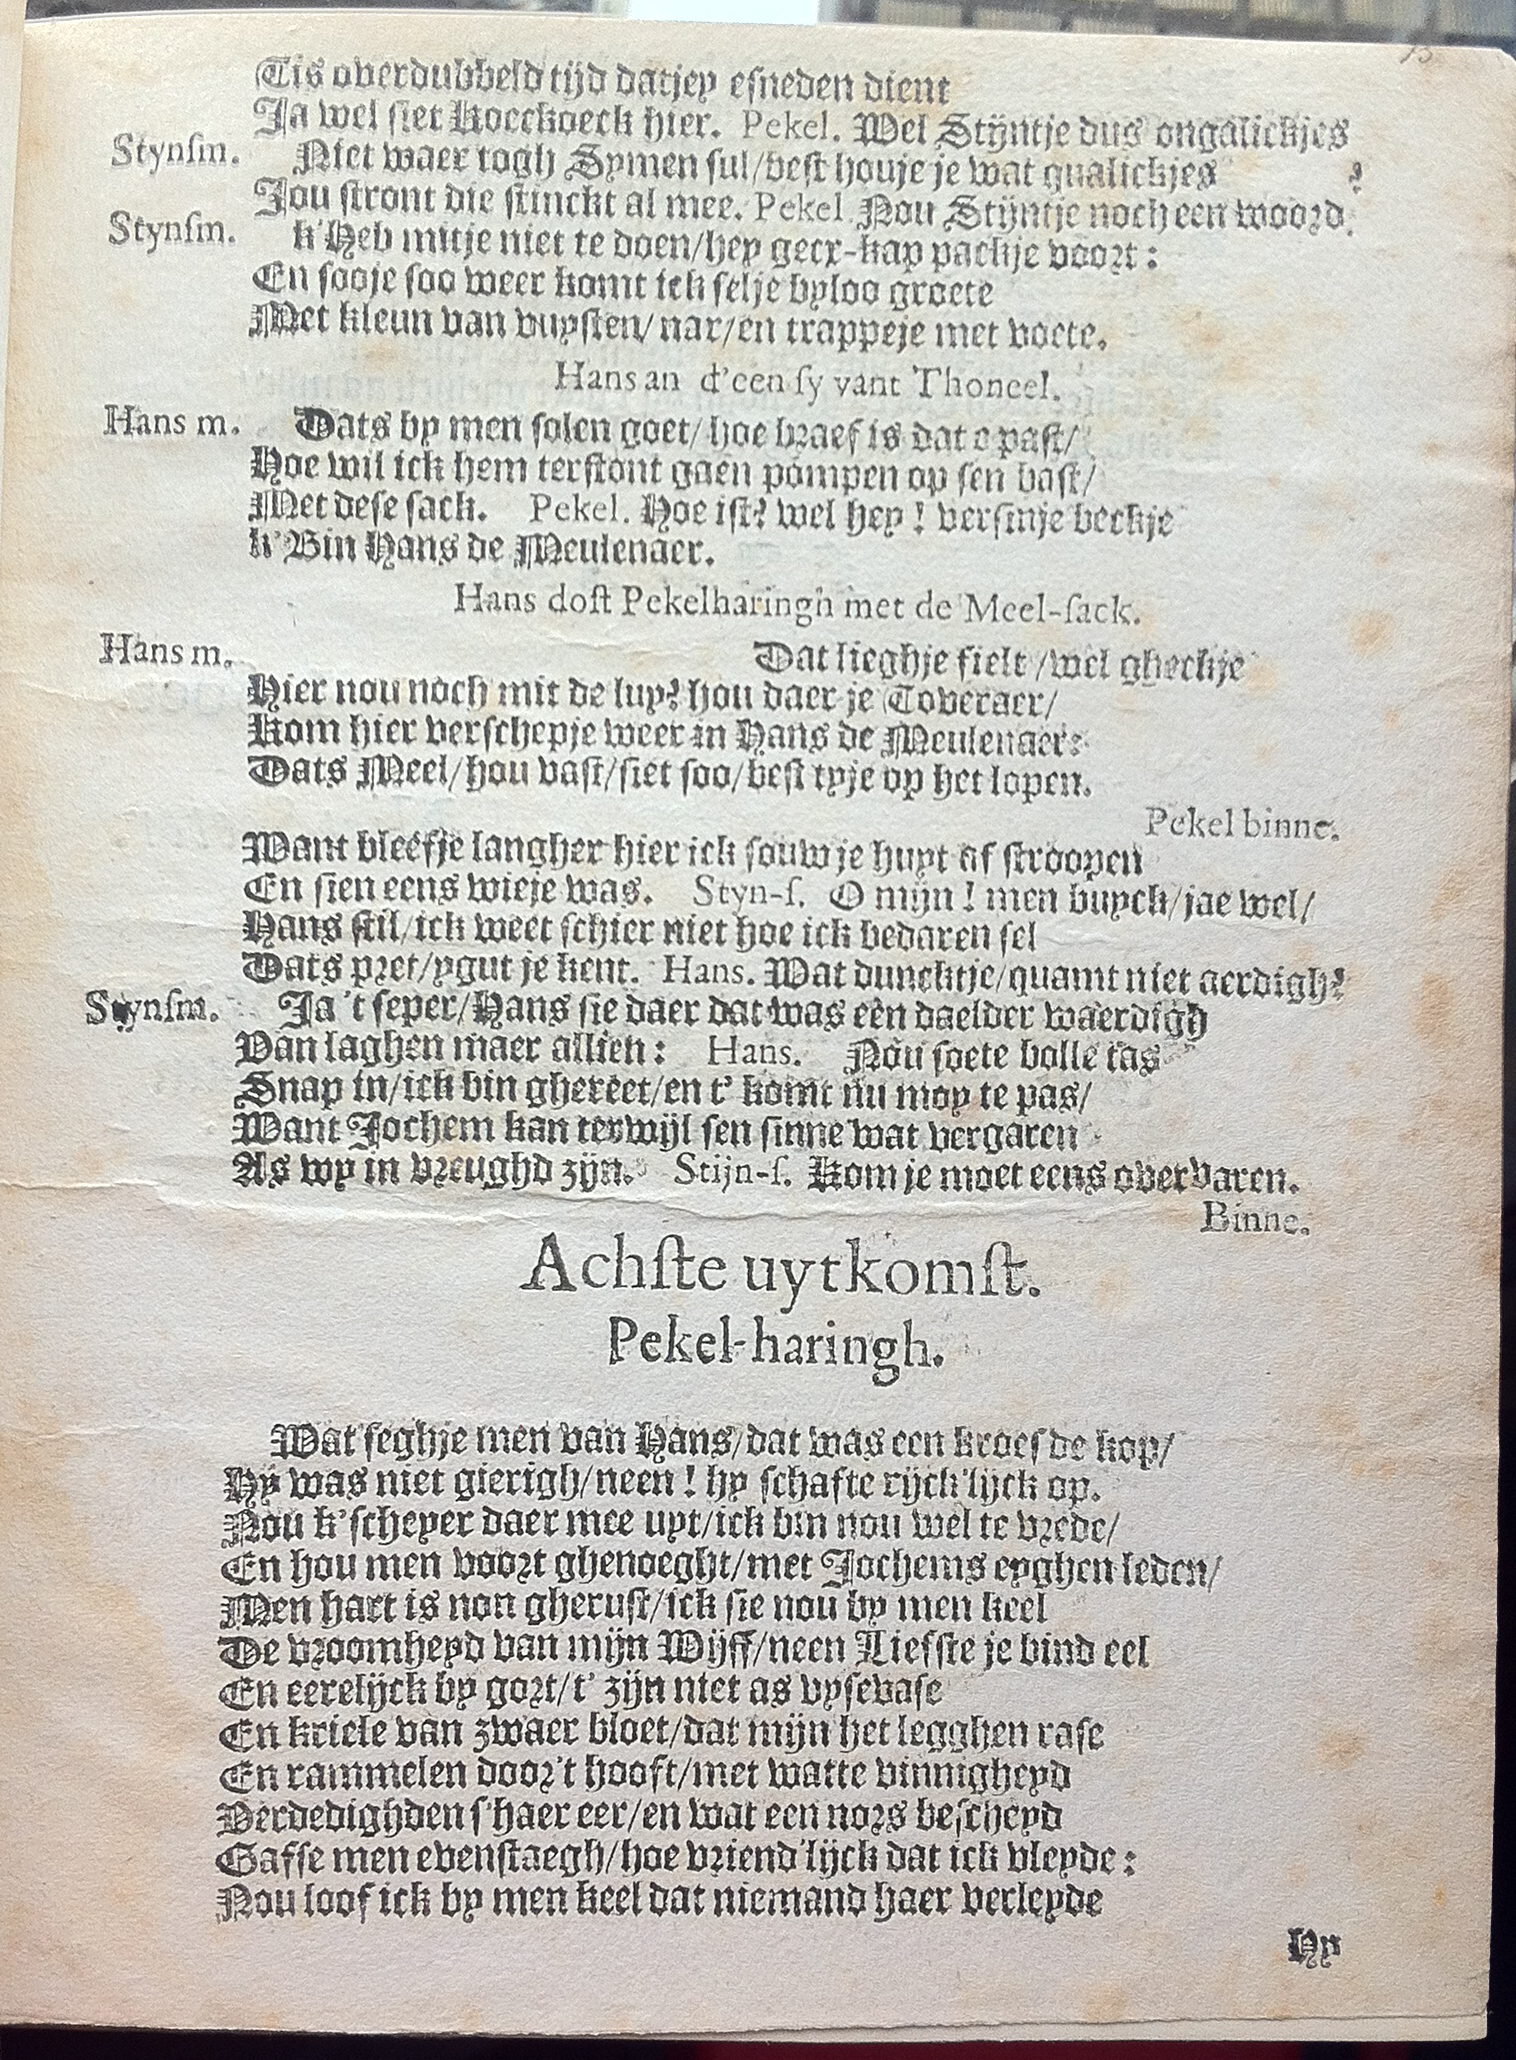 13
Tis overdubbeld tijd datjey esneden dient
Ja wel siet Koeckoeck hier. Pekel. Wel Stijntje dus ongalickjes
Stynsm. Niet waer togh Symen sul/best houje je wat qualickjes ?
Jou stront die stinckt al mee. Pekel. Nou Stijntje noch een woord.
Stynsm. k'Heb mitje niet te doen/hey gecx-kap packje voort:
En sooje soo weer komt ick selje byloo groete
Met kleun van vuysten/nar/en trappeje met voete.
Hans an d'een sy vant Thoneel.
Hans m. Dats by men solen goet/hoe braef is dat epast/
Hoe wil ick hem terstont gaen pompen op sen bast/
Met dese sack. Pekel. Hoe ist? wel hey! versinje beckje
k'Bin Hans de Meulenaer.
Hans dost Pekelharingh met de Meel-sack.
Hans m. Dat lieghje fielt/wel gheckje
Hier nou noch mit de luy? hou daer je Toveraer/
Kom hier verschepje weer in Hans de Meulenaer:
Dats Meel/hou vast/siet soo/best tyje op het lopen.
Pekel binne.
Want bleefje langher hier ick souw je huyt af stroopen
En sien eens wieje was. Styn-s. O mijn! men buyck/jae wel/
Hans stil/ick weet schier niet hoe ick bedaren sel
Dats pret/ygut je kent. Hans. Wat duncktje/quamt niet aerdigh?
Stynsm. Ja 't seper/Hans sie daer dat was een daelder waerdigh
Van laghen maer allien: Hans. Nou soete bolle tas
Snap in/ick bin ghereet/en t' komt nu moy te pas/
Want Jochem kan terwijl sen sinne wat vergaren
As wy in vreughd zijn. Stijn-s. Kom je moet eens overvaren.
Binne.
Achste uytkomst.
Pekel-haringh.
Wat seghje men van Hans/dat was een kroes de kop/
Hy was niet gierigh/neen! hy schafte rijck'lijck op.
Nou k'scheyer daer mee uyt/ick bin nou wel te vrede/
En hou men voort ghenoeght/met Jochems eyghen leden/
Men hart is non gherust/ick sie nou by men keel
De vroomheyd van mijn Wijff/neen Liefste je bind eel
En eerelijck by gort/t' zijn niet as vysevase
En kriele van zwaer bloet/dat mijn het legghen rase
En rammelen door't hooft/met watte vinnigheyd
Verdedighden s'haer eer/en wat een nors bescheyd
Gafse men evenstaegh/hoe vriend'lijck dat ick vleyde:
Nou loof ick by men keel dat niemand haer verleyde
Hy